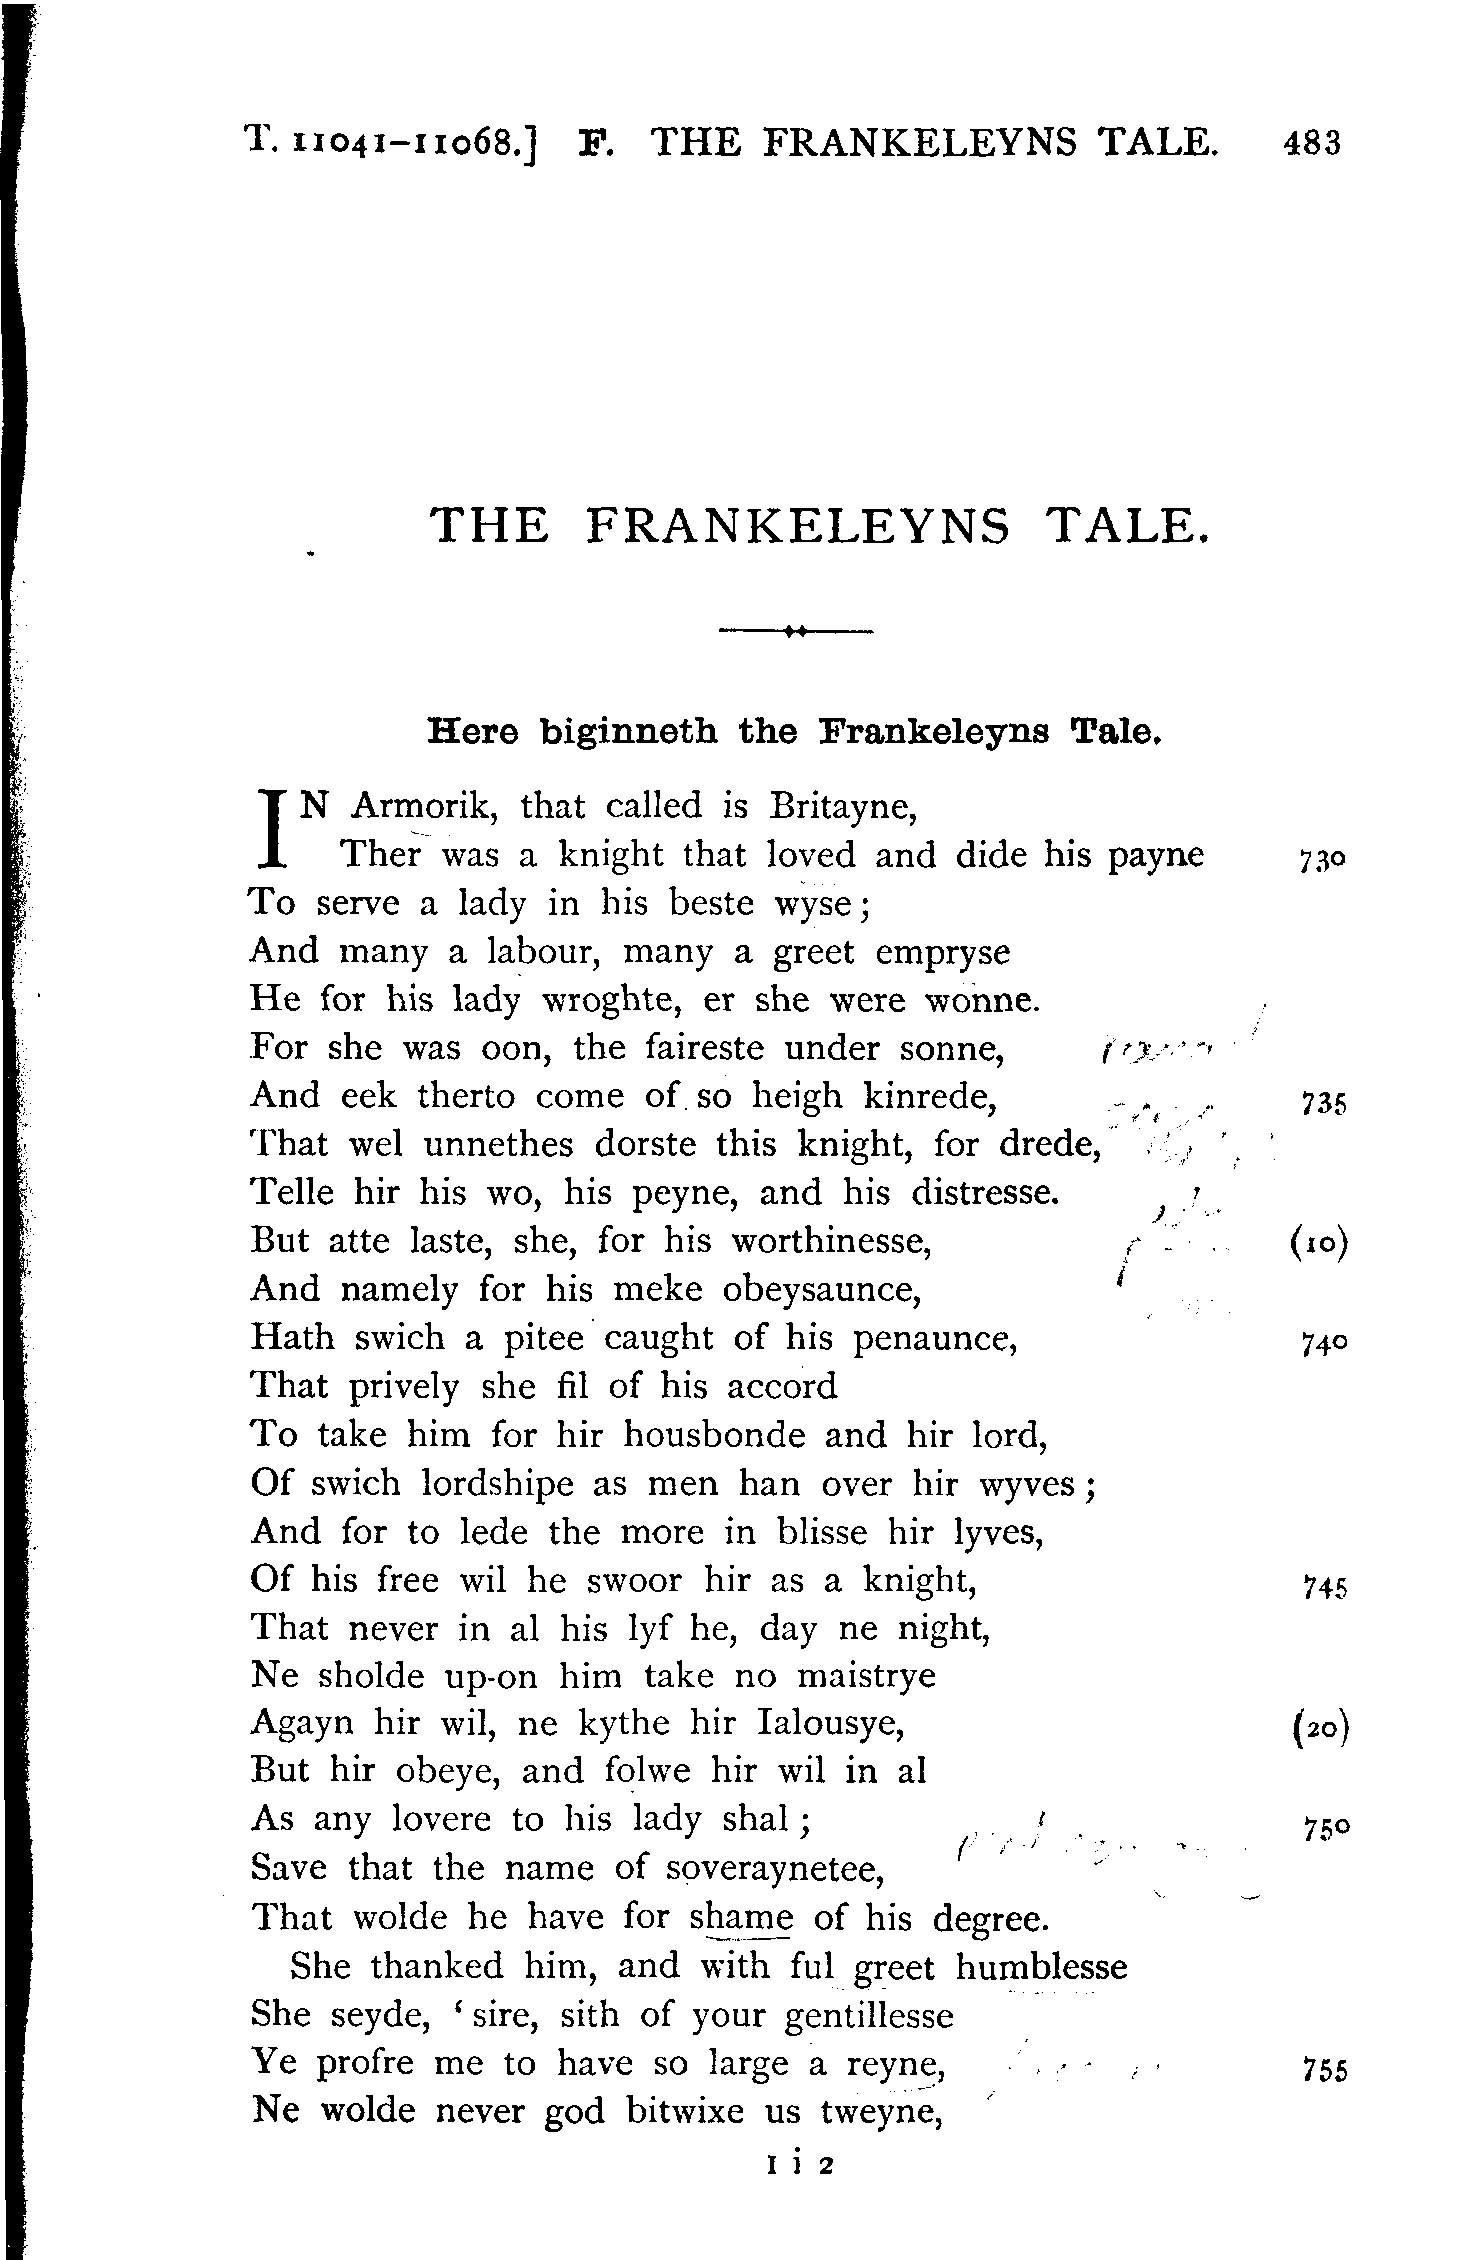 T. 11041-11068.] F. THE FRANKELEYNS TALE. 483
THE FRANKELEYNS TALE.
Here biginneth the Frankeleyns Tale.
IN Armorik, that called is Britayne,
Ther was a knight that loved and dide his payne 730
To serve a lady in his beste wyse ;
And many a labour, many a greet empryse
He for his lady wroghte, er she were wonne.
For she was oon, the faireste under sonne,
And eek therto come of so heigh kinrede, 735
That wel unnethes dorste this knight, for drede,
Telle hir his wo, his peyne, and his distresse.
But atte laste, she, for his worthinesse, (10)
And namely for his meke obeysaunce,
Hath swich a pitee caught of his penaunce, 740
That prively she fil of his accord
To take him for hir housbonde and hir lord,
Of swich lordshipe as men han over hir wyves ;
And for to lede the more in blisse hir lyves,
Of his free wil he swoor hir as a knight, 745
That never in al his lyf he, day ne night,
Ne sholde up-on him take no maistrye
Agayn hir wil, ne kythe hir Ialousye, (20)
But hir obeye, and folwe hir wil in al
As any lovere to his lady shal ; 750
Save that the name of soveraynetee,
That wolde he have for shame of his degree.
She thanked him, and with ful greet humblesse
She seyde, ‘ sire, sith of your gentillesse
Ye profre me to have so large a reyne, 755
Ne wolde never god bitwixe us tweyne,
I i 2